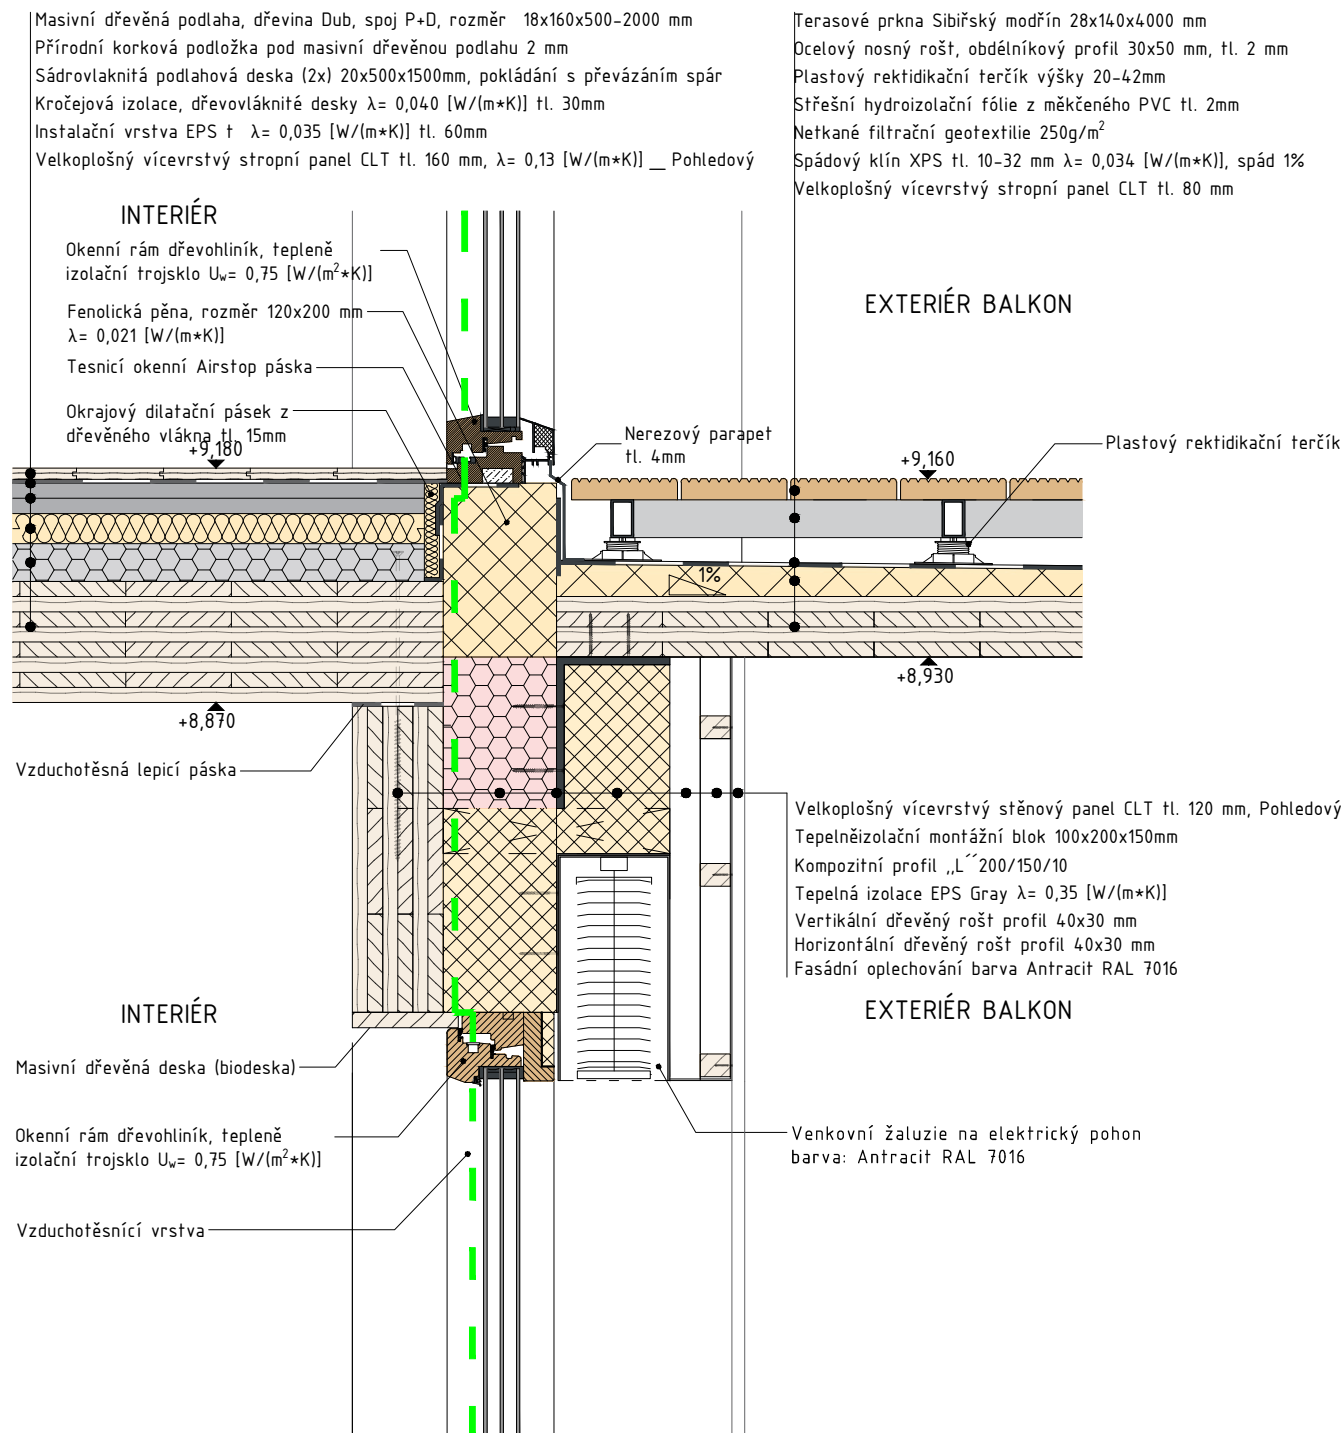 Masivní dřevěná podlaha, dřevina Dub, spoj P+D, rozměr 18x160x500-2000 mm
Přírodní korková podložka pod masivní dřevěnou podlahu 2 mm
Sádrovlaknitá podlahová deska (2x) 20x500x1500mm, pokládání s převázáním spár
Kročejová izolace, dřevovláknité desky λ= 0,040 [W/(m*K)] tl. 30mm
Instalační vrstva EPS t λ= 0,035 [W/(m*K)] tl. 60mm
Velkoplošný vícevrstvý stropní panel CLT tl. 160 mm, λ= 0,13 [W/(m*K)] __ Pohledový
Terasové prkna Sibiřský modřín 28x140x4000 mm
Ocelový nosný rošt, obdélníkový profil 30x50 mm, tl. 2 mm
Plastový rektidikační terčík výšky 20-42mm
Střešní hydroizolační fólie z měkčeného PVC tl. 2mm
Netkané filtrační geotextilie 250g/m²
Spádový klín XPS tl. 10-32 mm λ= 0,034 [W/(m*K)], spád 1%
Velkoplošný vícevrstvý stropní panel CLT tl. 80 mm
INTERIÉR
Okenní rám dřevohliník, tepleně
izolační trojsklo Uw= 0,75 [W/(m²*K)]
Fenolická pěna, rozměr 120x200 mm
λ= 0,021 [W/(m*K)]
Tesnicí okenní Airstop páska
Okrajový dilatační pásek z
dřevěného vlákna tl. 15mm
+9,180
EXTERIÉR BALKON
Nerezový parapet
tl. 4mm
+9,160
Plastový rektidikační terčík
1%
+8,930
+8,870
Vzduchotěsná lepicí páska
Velkoplošný vícevrstvý stěnový panel CLT tl. 120 mm, Pohledový
Tepelněizolační montážní blok 100x200x150mm
Kompozitní profil ,,L´´200/150/10
Tepelná izolace EPS Gray λ= 0,35 [W/(m*K)]
Vertikální dřevěný rošt profil 40x30 mm
Horizontální dřevěný rošt profil 40x30 mm
Fasádní oplechování barva Antracit RAL 7016
INTERIÉR
EXTERIÉR BALKON
Masivní dřevěná deska (biodeska)
Okenní rám dřevohliník, tepleně
izolační trojsklo Uw= 0,75 [W/(m²*K)]
Venkovní žaluzie na elektrický pohon
barva: Antracit RAL 7016
Vzduchotěsnící vrstva